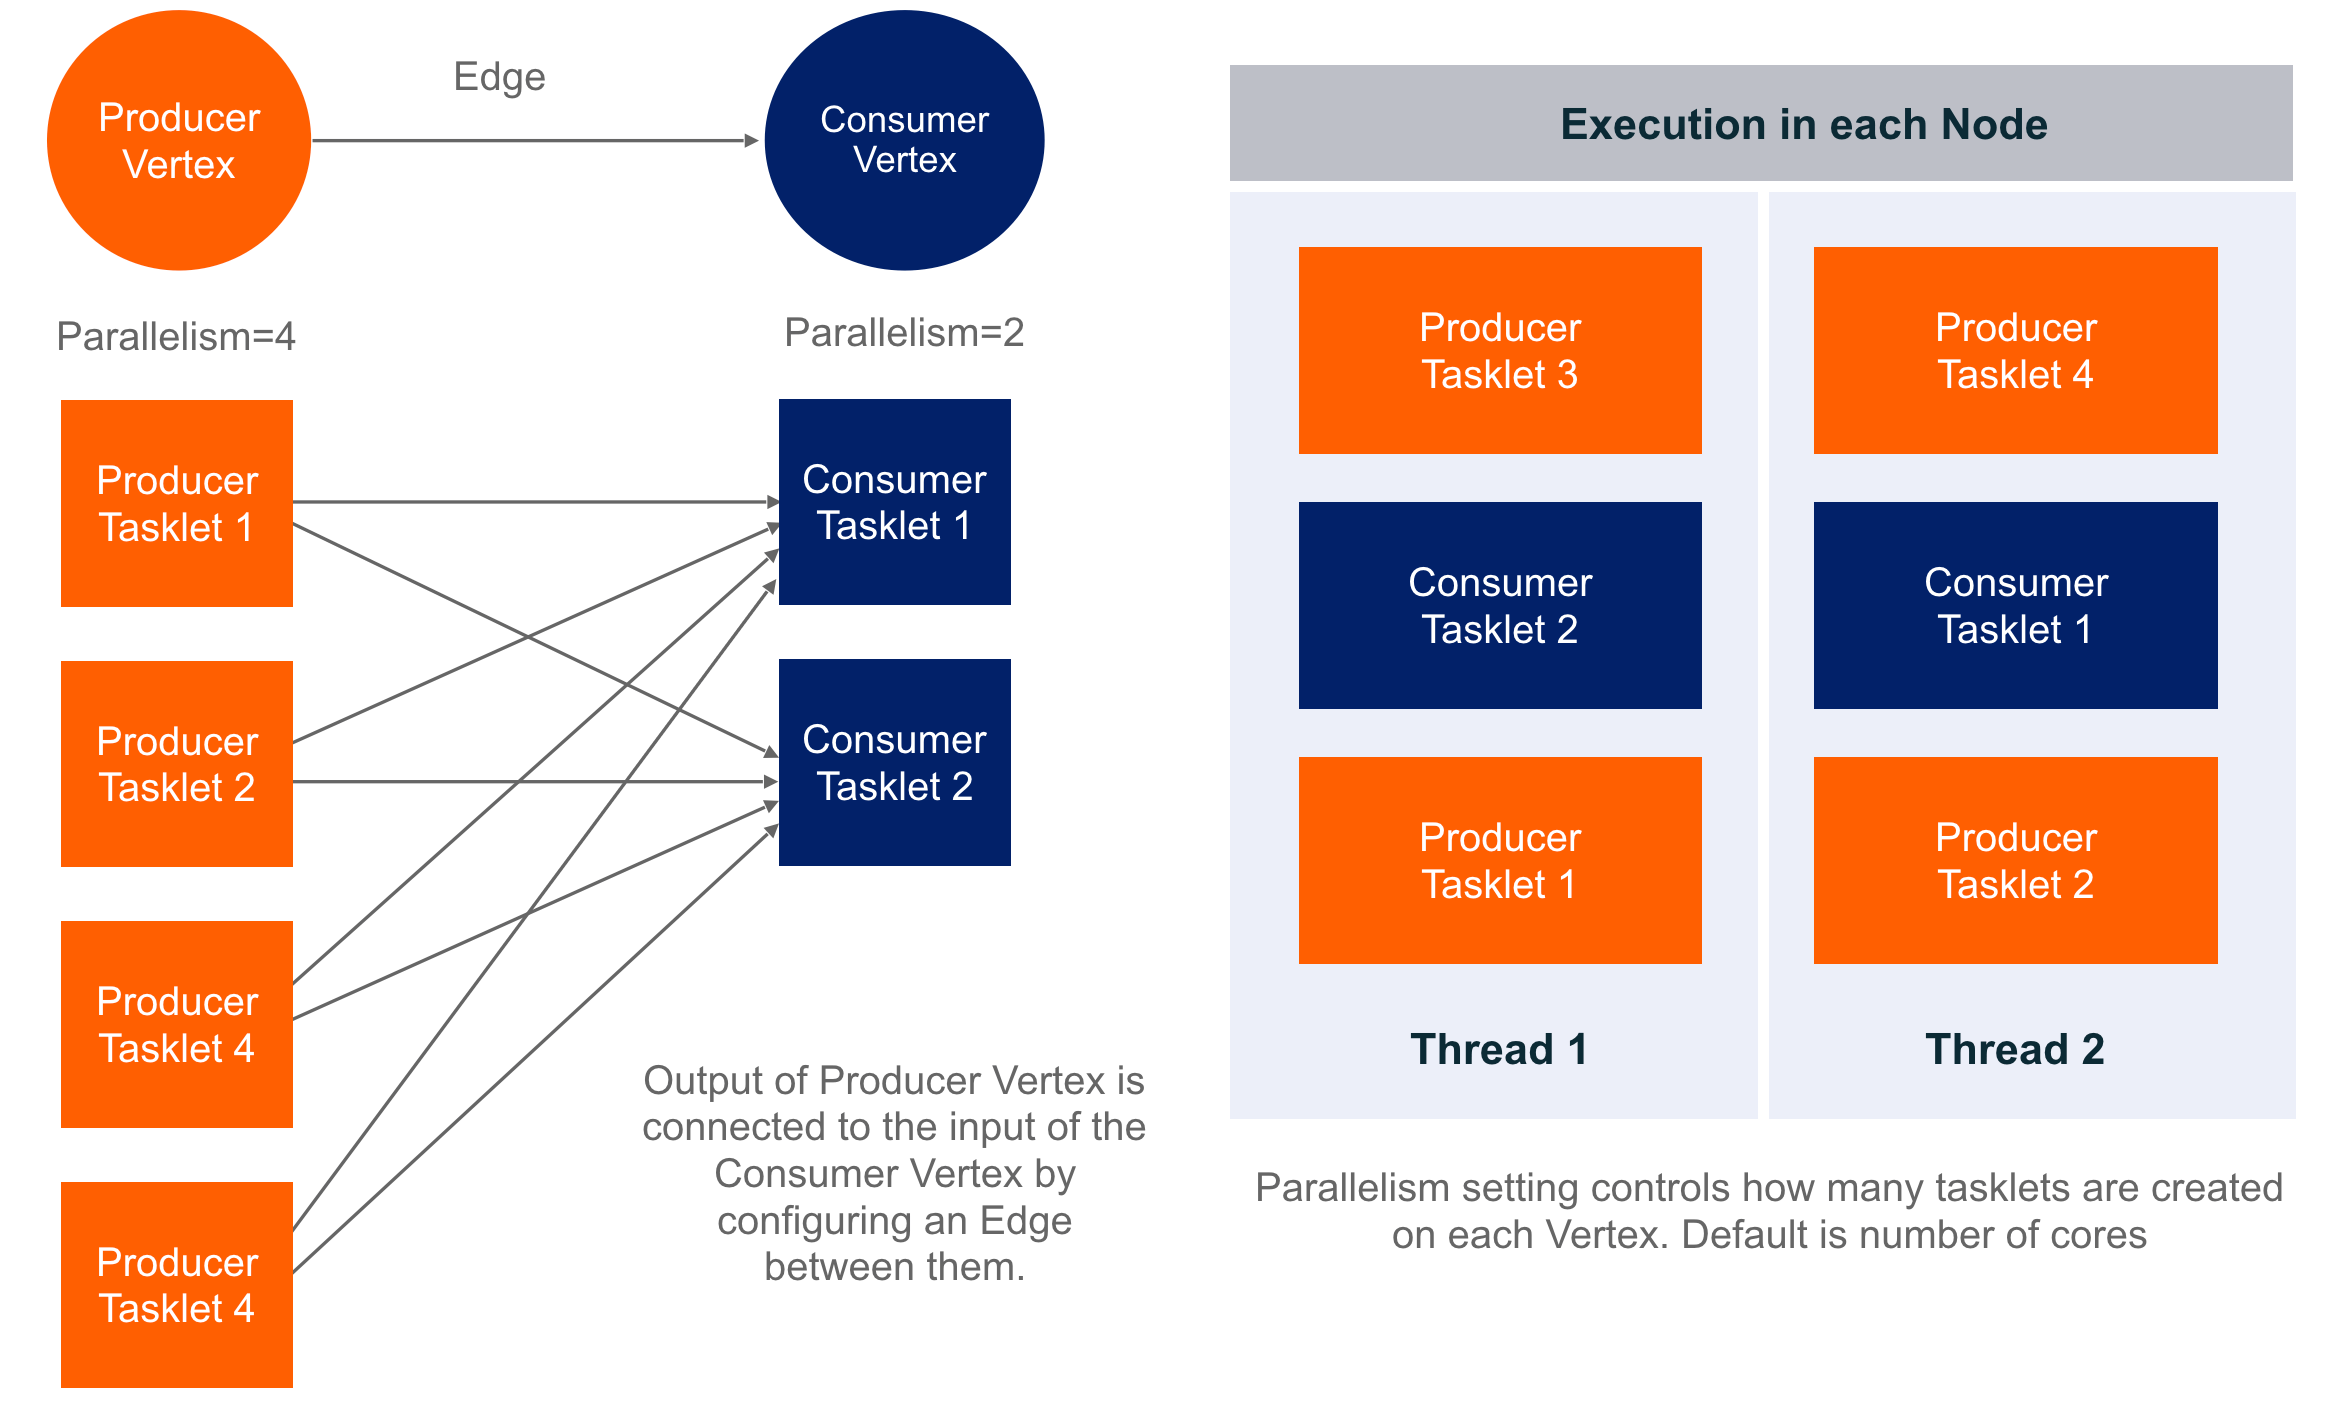 Producer
Vertex
Edge
Consumer
Vertex
Parallelism=4
Parallelism=2
Producer
Tasklet 1
Consumer
Tasklet 1
Producer
Tasklet 2
Consumer
Tasklet 2
Producer
Tasklet 4
Producer
Tasklet 4
Output of Producer Vertex is
connected to the input of the
Consumer Vertex by
configuring an Edge
between them.
Execution in each Node
Producer
Tasklet 3
Producer
Tasklet 4
Consumer
Tasklet 2
Consumer
Tasklet 1
Producer
Tasklet 1
Producer
Tasklet 2
Thread 1
Thread 2
Parallelism setting controls how many tasklets are created
on each Vertex. Default is number of cores